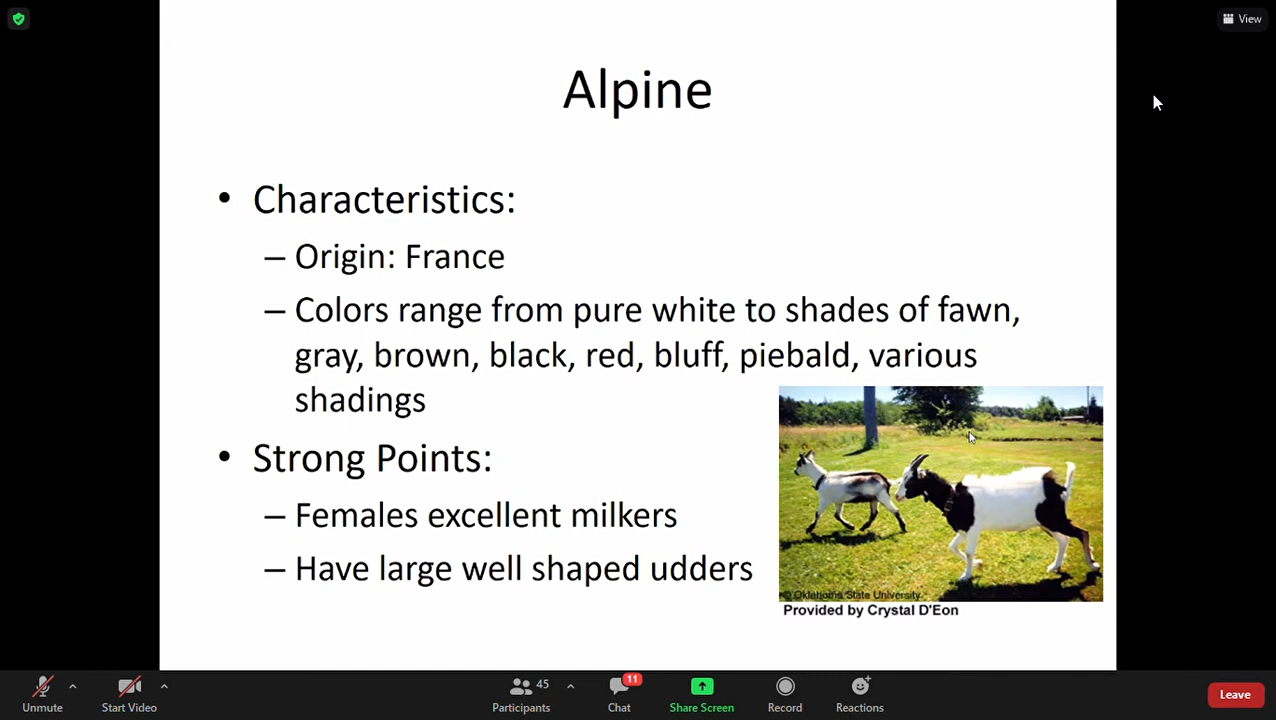 View
Alpine
• Characteristics:
– Origin: France
– Colors range from pure white to shades of fawn,
gray, brown, black, red, bluff, piebald, various
shadings
• Strong Points:
– Females excellent milkers
– Have large well shaped udders
© Oklahoma State University
Provided by Crystal D'Eon
Unmute
Start Video
45
Participants
11
Chat
Share Screen
Record
Reactions
Leave